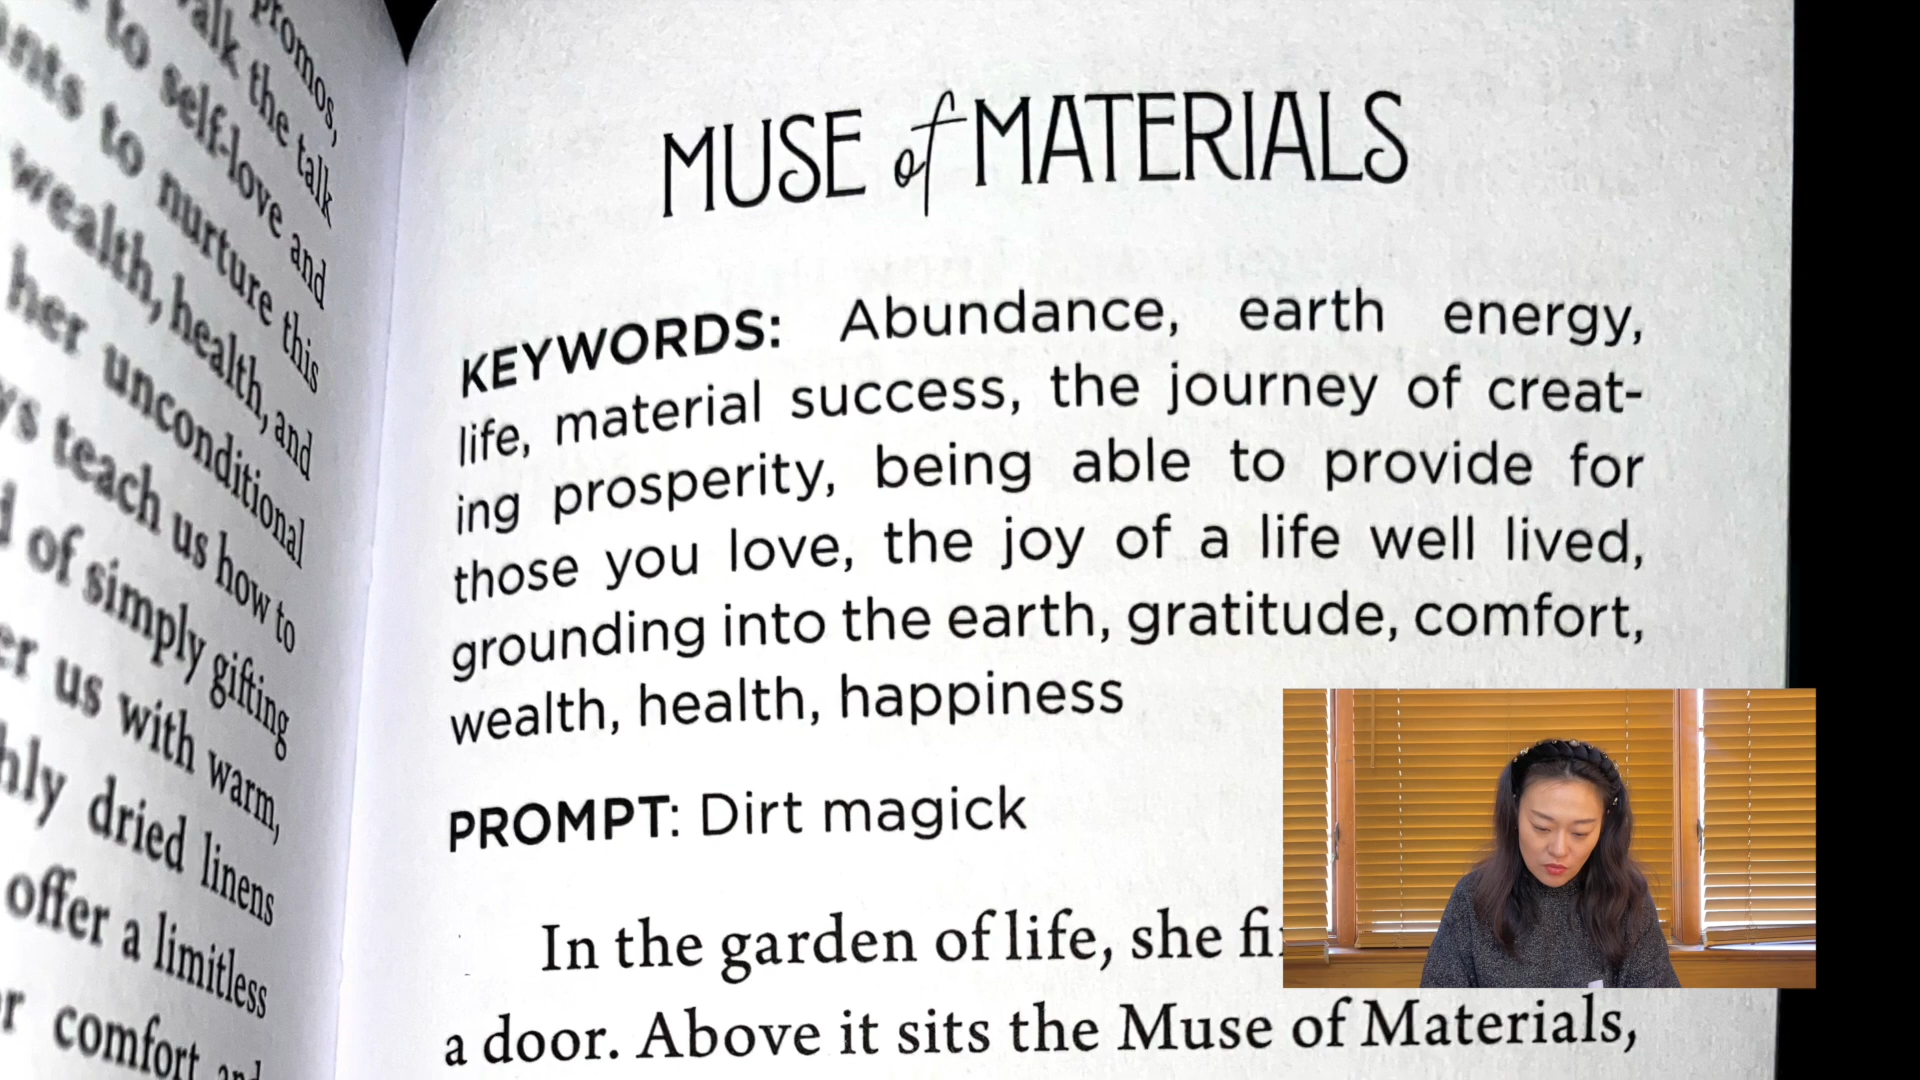 Promos,
alk the talk
to self-love and
nts to nurture this
wealth, health, and
her unconditional
ys teach us how to
of simply gifting
er us with warm,
dried linens
offer a limitless
comfort and
MUSE of MATERIALS
KEYWORDS: Abundance, earth energy,
life, material success, the journey of creat-
ing prosperity, being able to provide for
those you love, the joy of a life well lived,
grounding into the earth, gratitude, comfort,
wealth, health, happiness
PROMPT: Dirt magick
In the garden of life, she
a door. Above it sits the Muse of Materials,